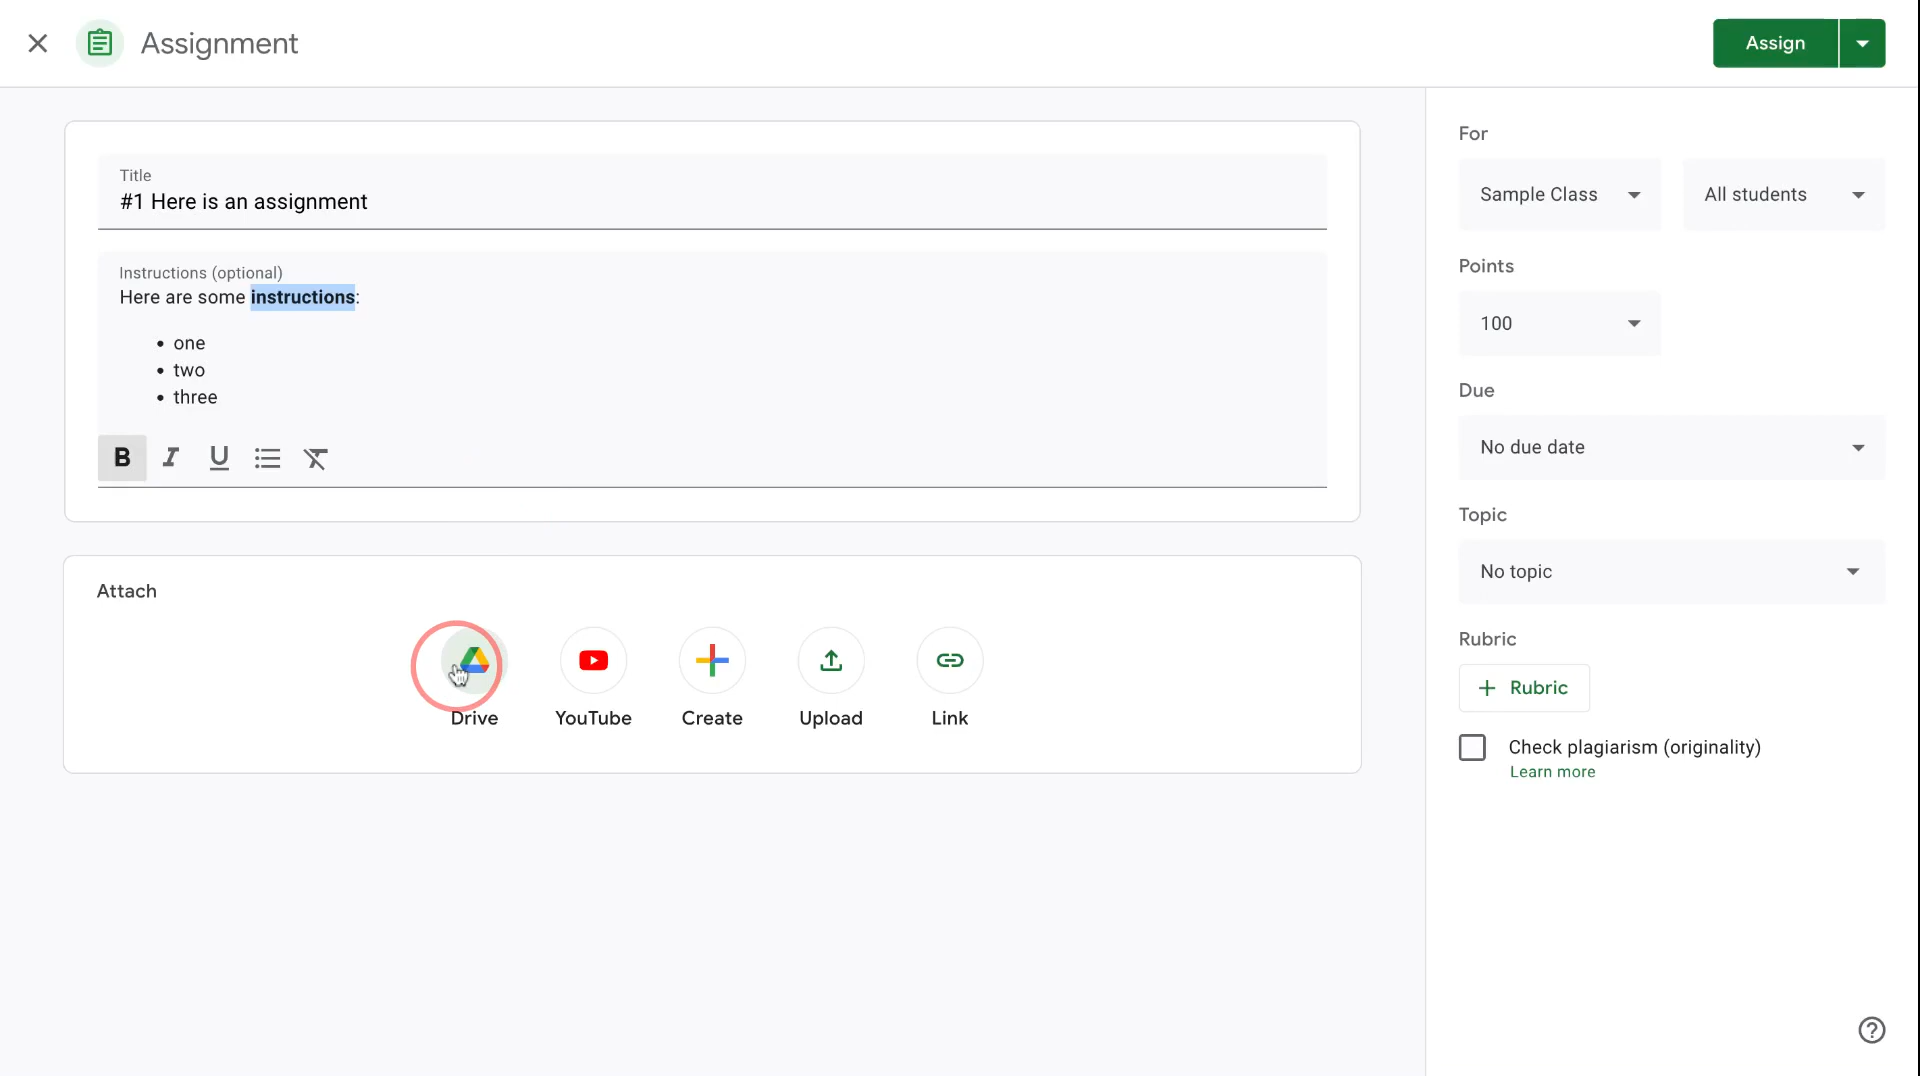 Assignment
Assign
Title
#1 Here is an assignment
Instructions (optional)
Here are some instructions:
• one
• two
• three
B I U
Attach
Drive
YouTube
Create
Upload
Link
For
Sample Class
All students
Points
100
Due
No due date
Topic
No topic
Rubric
+ Rubric
Check plagiarism (originality)
Learn more